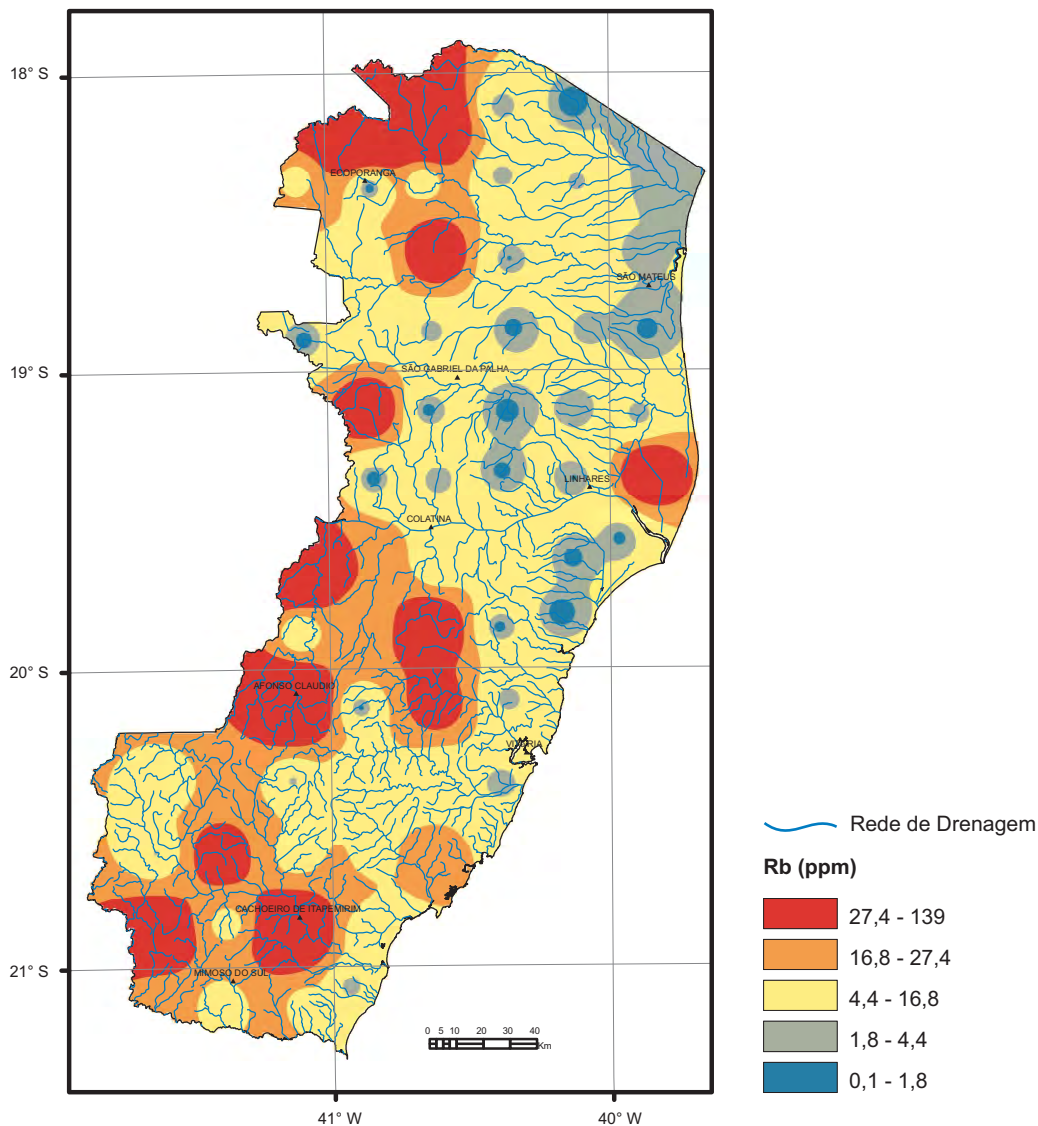 18° S
ECOPORANGA
SÃO MATEUS
19° S
SÃO GABRIEL DA PALHA
LINHARES
COLATINA
20° S
AFONSO CLAUDIO
VITÓRIA
CACHOEIRO DE ITAPEMIRIM
21° S
MIMOSO DO SUL
0 5 10 20 30 40
Km
41° W
40° W
Rede de Drenagem
Rb (ppm)
27,4 - 139
16,8 - 27,4
4,4 - 16,8
1,8 - 4,4
0,1 - 1,8